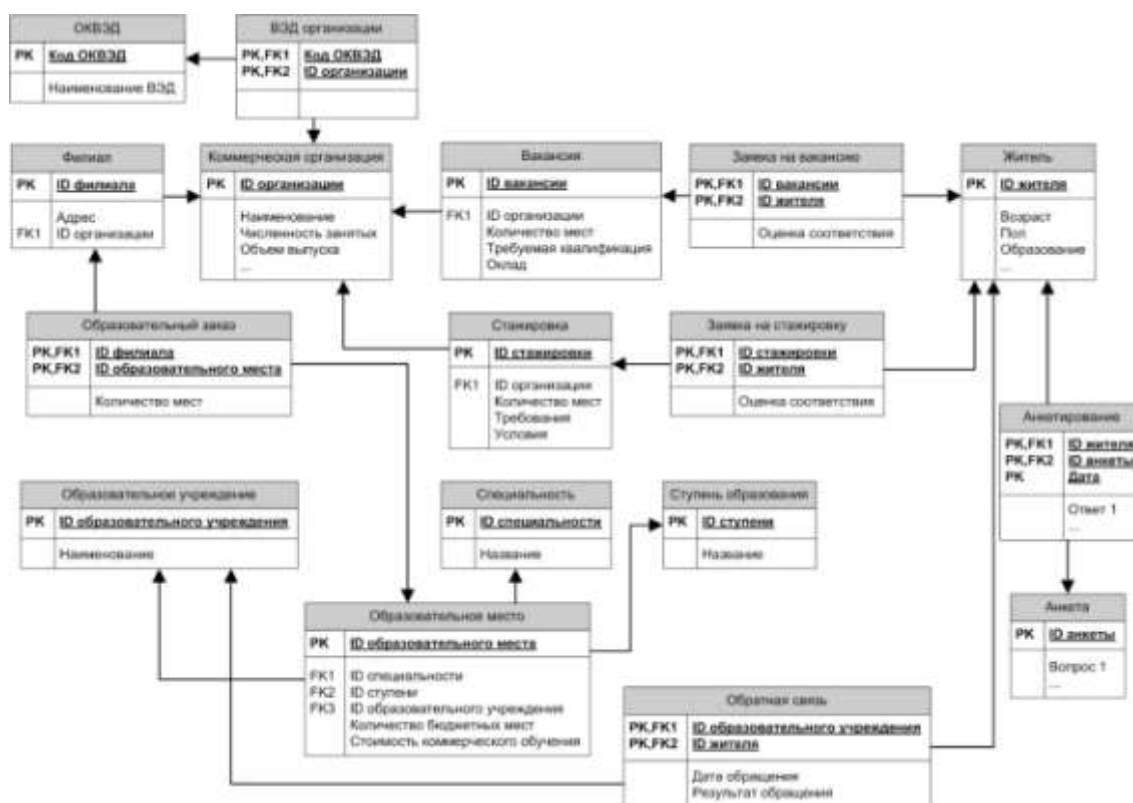 ОКВЭД
PK Код ОКВЭД
Наименование ВЭД
ВЭД организации
PK,FK1 Код ОКВЭД
PK,FK2 ID организации
Филиал
PK ID филиала
Адрес
FK1 ID организации
Коммерческая организация
PK ID организации
Наименование
Численность занятых
Объем выпуска
...
Вакансия
PK ID вакансии
FK1 ID организации
Количество мест
Требуемая квалификация
Оклад
Заявка на вакансию
PK,FK1 ID вакансии
PK,FK2 ID жителя
Оценка соответствия
Житель
PK ID жителя
Возраст
Пол
Образование
...
Образовательный заказ
PK,FK1 ID филиала
PK,FK2 ID образовательного места
Количество мест
Стажировка
PK ID стажировки
FK1 ID организации
Количество мест
Требования
Условия
Заявка на стажировку
PK,FK1 ID стажировки
PK,FK2 ID жителя
Оценка соответствия
Анкетирование
PK,FK1 ID жителя
PK,FK2 ID анкеты
PK Дата
Ответ 1
...
Образовательное учреждение
PK ID образовательного учреждения
Наименование
Специальность
PK ID специальности
Название
Ступень образования
PK ID ступени
Название
Анкета
PK ID анкеты
Вопрос 1
...
Образовательное место
PK ID образовательного места
FK1 ID специальности
FK2 ID ступени
FK3 ID образовательного учреждения
Количество бюджетных мест
Стоимость коммерческого обучения
Обратная связь
PK,FK1 ID образовательного учреждения
PK,FK2 ID жителя
Дата обращения
Результат обращения